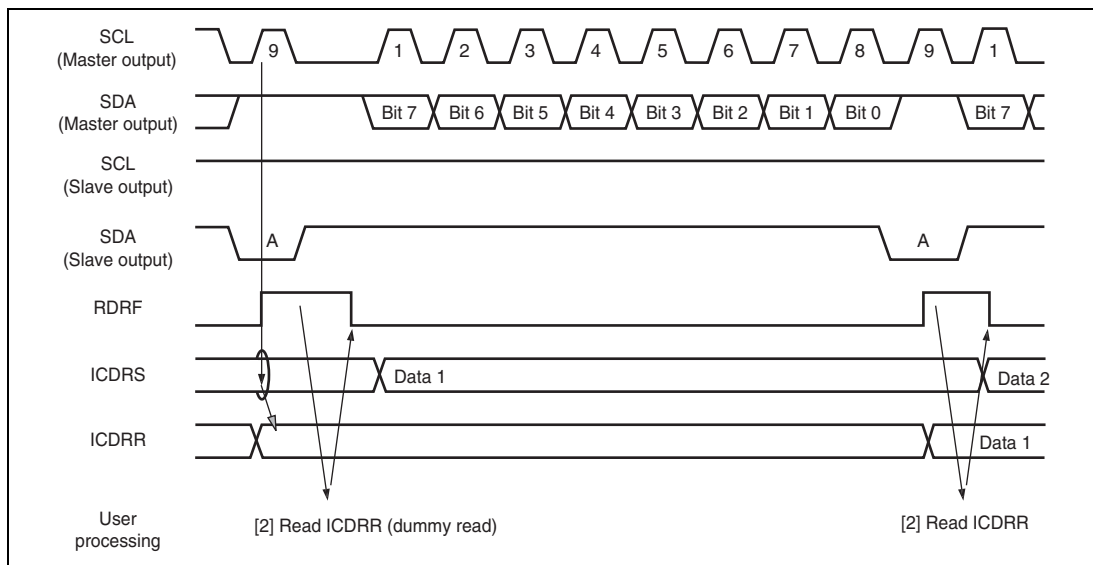 SCL
(Master output)
9 1 2 3 4 5 6 7 8 9 1
SDA
(Master output)
Bit 7 Bit 6 Bit 5 Bit 4 Bit 3 Bit 2 Bit 1 Bit 0 Bit 7
SCL
(Slave output)
SDA
(Slave output)
A A
RDRF
ICDRS
Data 1 Data 2
ICDRR
Data 1
User
processing
[2] Read ICDRR (dummy read) [2] Read ICDRR